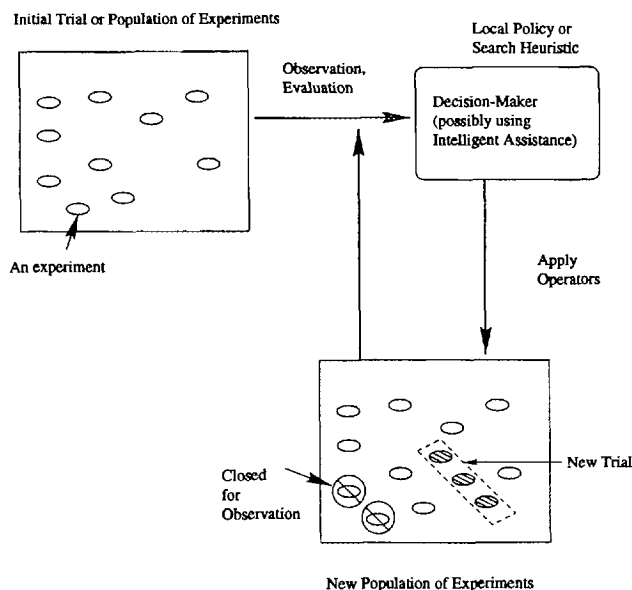 Initial Trial or Population of Experiments
Local Policy or
Search Heuristic
Observation,
Evaluation
Decision-Maker
(possibly using
Intelligent Assistance)
An experiment
Apply
Operators
New Trial
Closed
for
Observation
New Population of Experiments